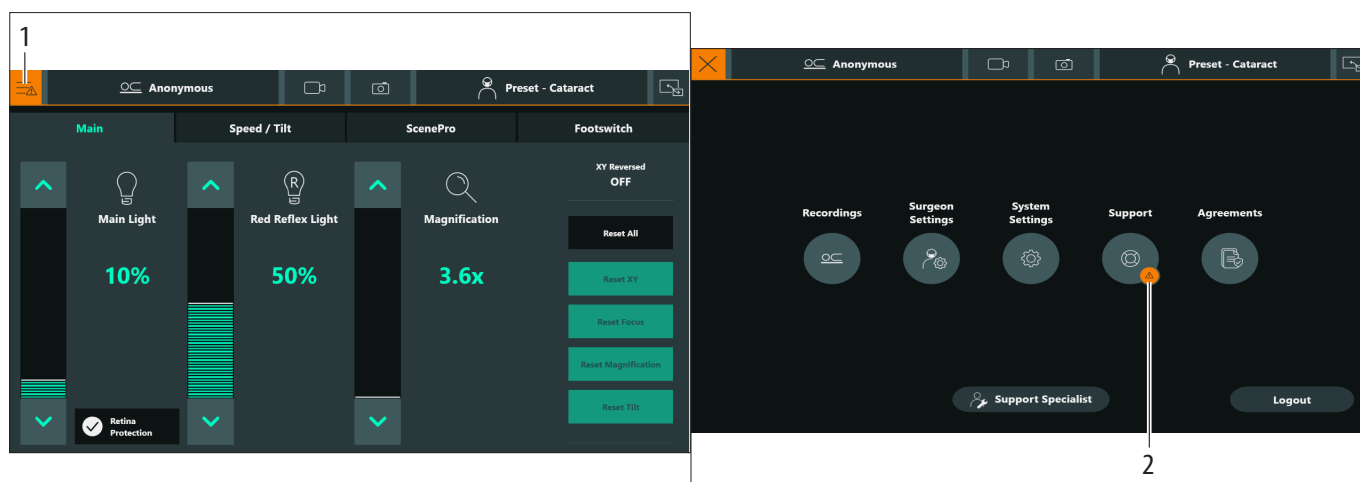 1
Anonymous
Preset - Cataract
Main
Speed / Tilt
ScenePro
Footswitch
Main Light
10%
Retina
Protection
R
Red Reflex Light
50%
Magnification
3.6x
XY Reversed
OFF
Reset All
Reset XY
Reset Focus
Reset Magnification
Reset Tilt
Anonymous
Preset - Cataract
Recordings
Surgeon
Settings
System
Settings
Support
Agreements
Support Specialist
Logout
2